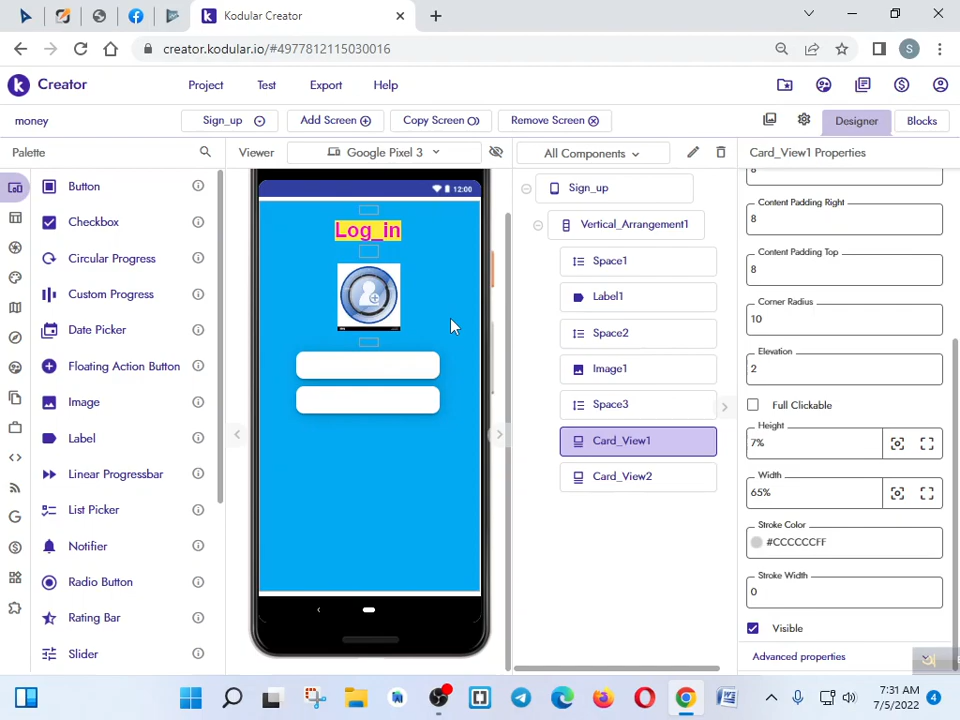 Kodular Creator
creator.kodular.io/#4977812115030016
S
Creator
Project
Test
Export
Help
money
Sign_up
Add Screen
Copy Screen
Remove Screen
Designer
Blocks
Palette
Viewer
Google Pixel 3
All Components
Card_View1 Properties
Button
Checkbox
Circular Progress
Custom Progress
Date Picker
Floating Action Button
Image
Label
Linear Progressbar
List Picker
Notifier
Radio Button
Rating Bar
Slider
12:00
Log_in
Sign_up
Vertical_Arrangement1
Space1
Label1
Space2
Image1
Space3
Card_View1
Card_View2
8
Content Padding Right
8
Content Padding Top
8
Corner Radius
10
Elevation
2
Full Clickable
Height
7%
Width
65%
Stroke Color
#CCCCCCFF
Stroke Width
0
Visible
Advanced properties
7:31 AM
7/5/2022
4